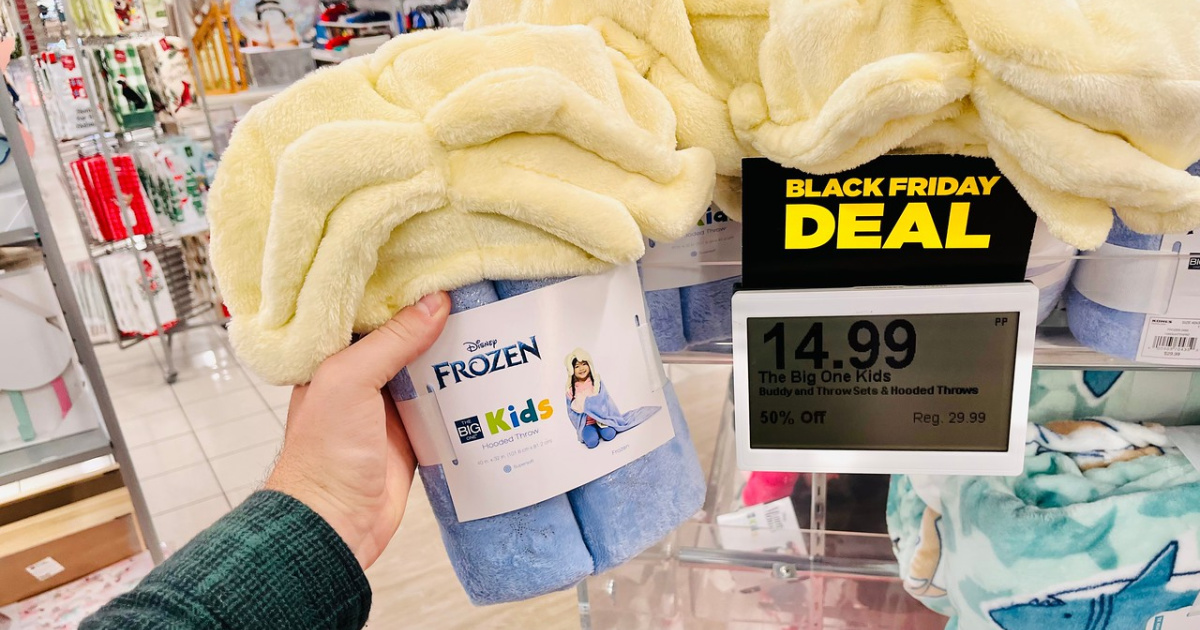 BLACK FRIDAY
DEAL
14.99
PP
The Big One Kids
Buddy and Throw Sets & Hooded Throws
50% Off
Reg. 29.99
Disney
FROZEN
THE
BIG
ONE
Kids
Hooded Throw